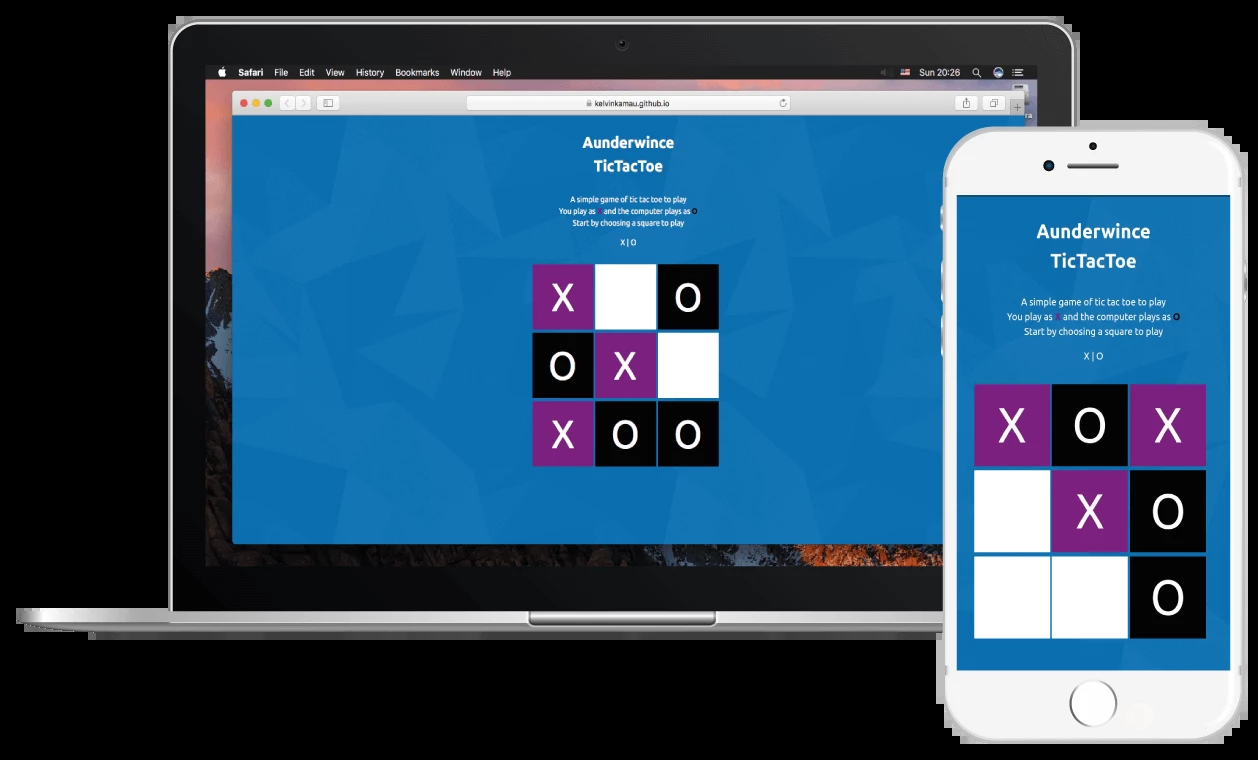 Safari File Edit View History Bookmarks Window Help Sun 20:26
kelvinkamau.github.io
Aunderwince
TicTacToe
A simple game of tic tac toe to play
You play as X and the computer plays as O
Start by choosing a square to play
X | O
X O
O X
X O O
Aunderwince
TicTacToe
A simple game of tic tac toe to play
You play as X and the computer plays as O
Start by choosing a square to play
X | O
X O X
X O
O